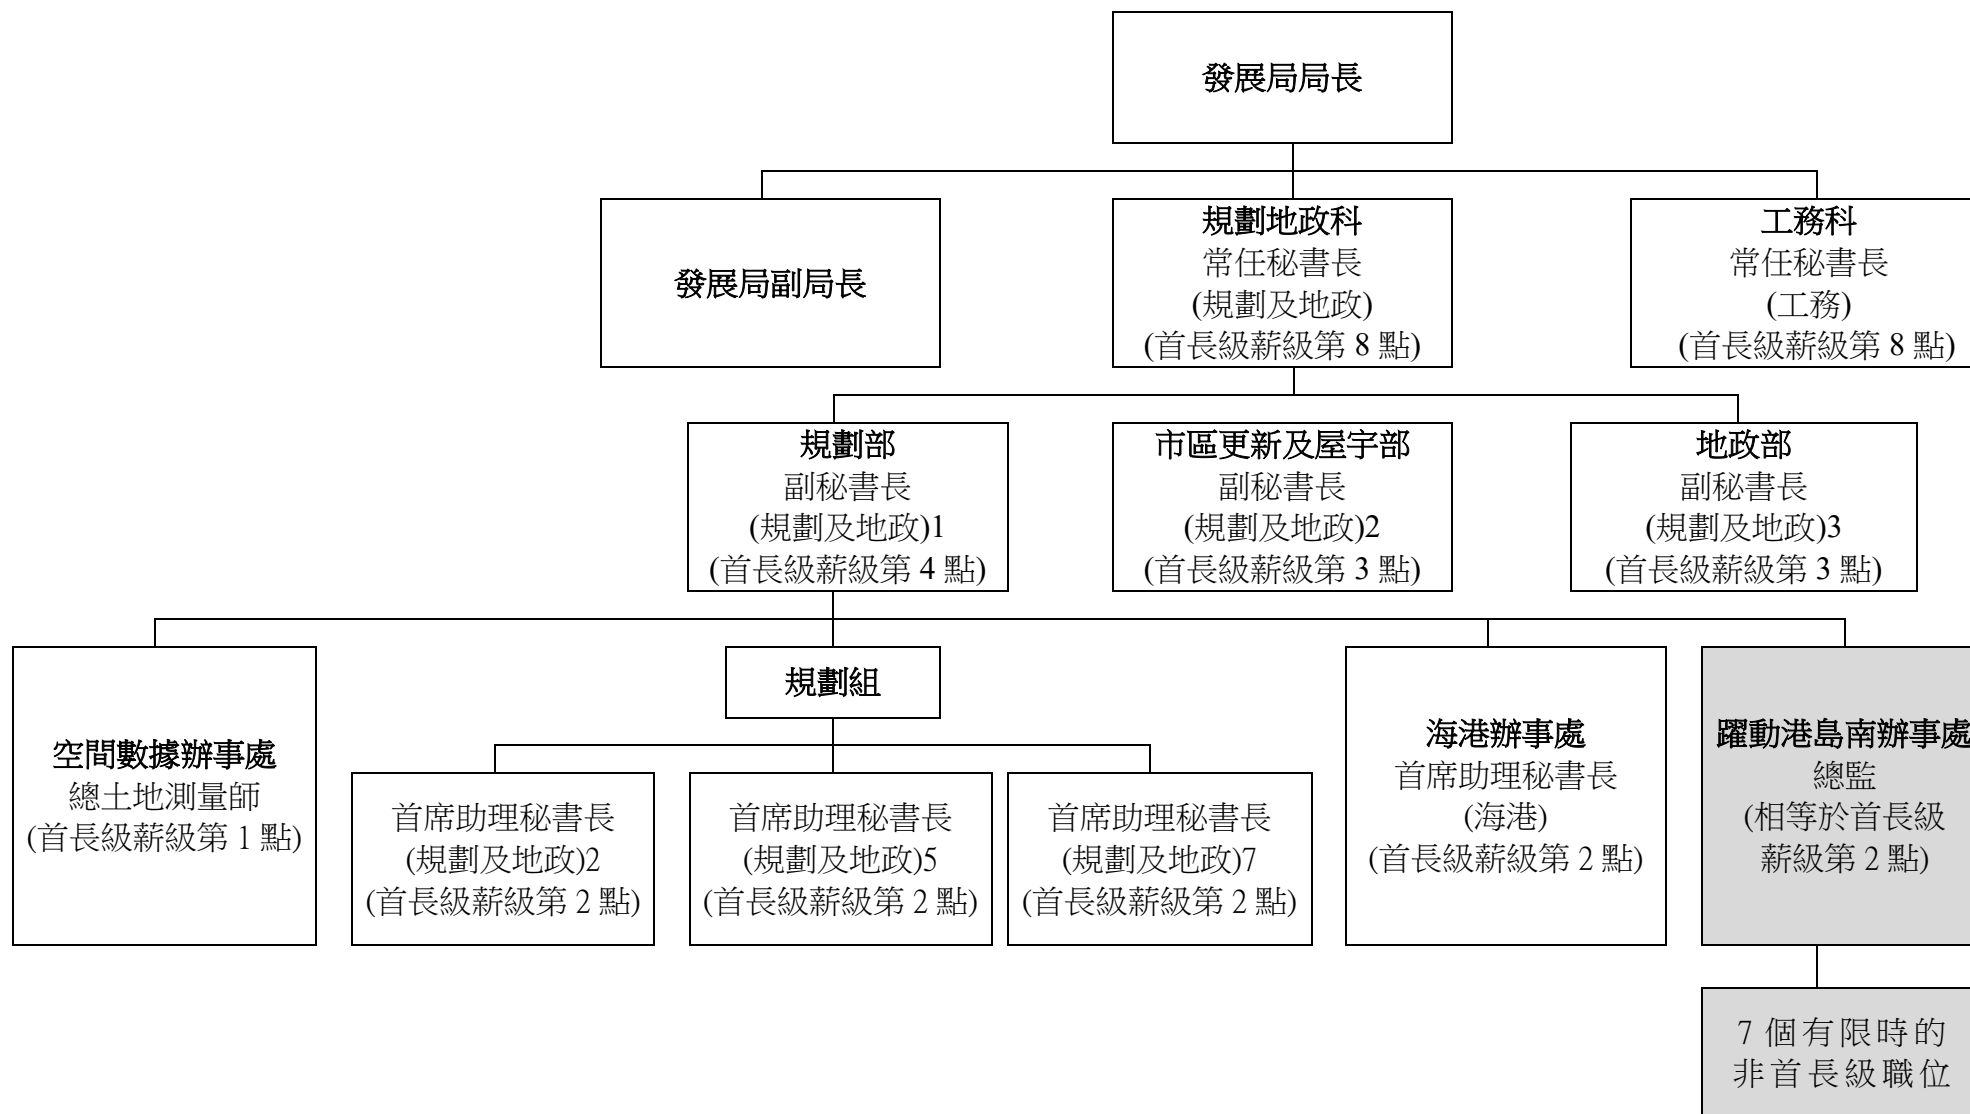 發展局局長
發展局副局長
規劃地政科
常任秘書長
(規劃及地政)
(首長級薪級第 8 點)
工務科
常任秘書長
(工務)
(首長級薪級第 8 點)
規劃部
副秘書長
(規劃及地政)1
(首長級薪級第 4 點)
市區更新及屋宇部
副秘書長
(規劃及地政)2
(首長級薪級第 3 點)
地政部
副秘書長
(規劃及地政)3
(首長級薪級第 3 點)
空間數據辦事處
總土地測量師
(首長級薪級第 1 點)
規劃組
首席助理秘書長
(規劃及地政)2
(首長級薪級第 2 點)
首席助理秘書長
(規劃及地政)5
(首長級薪級第 2 點)
首席助理秘書長
(規劃及地政)7
(首長級薪級第 2 點)
海港辦事處
首席助理秘書長
(海港)
(首長級薪級第 2 點)
躍動港島南辦事處
總監
(相等於首長級
薪級第 2 點)
7 個有限時的
非首長級職位